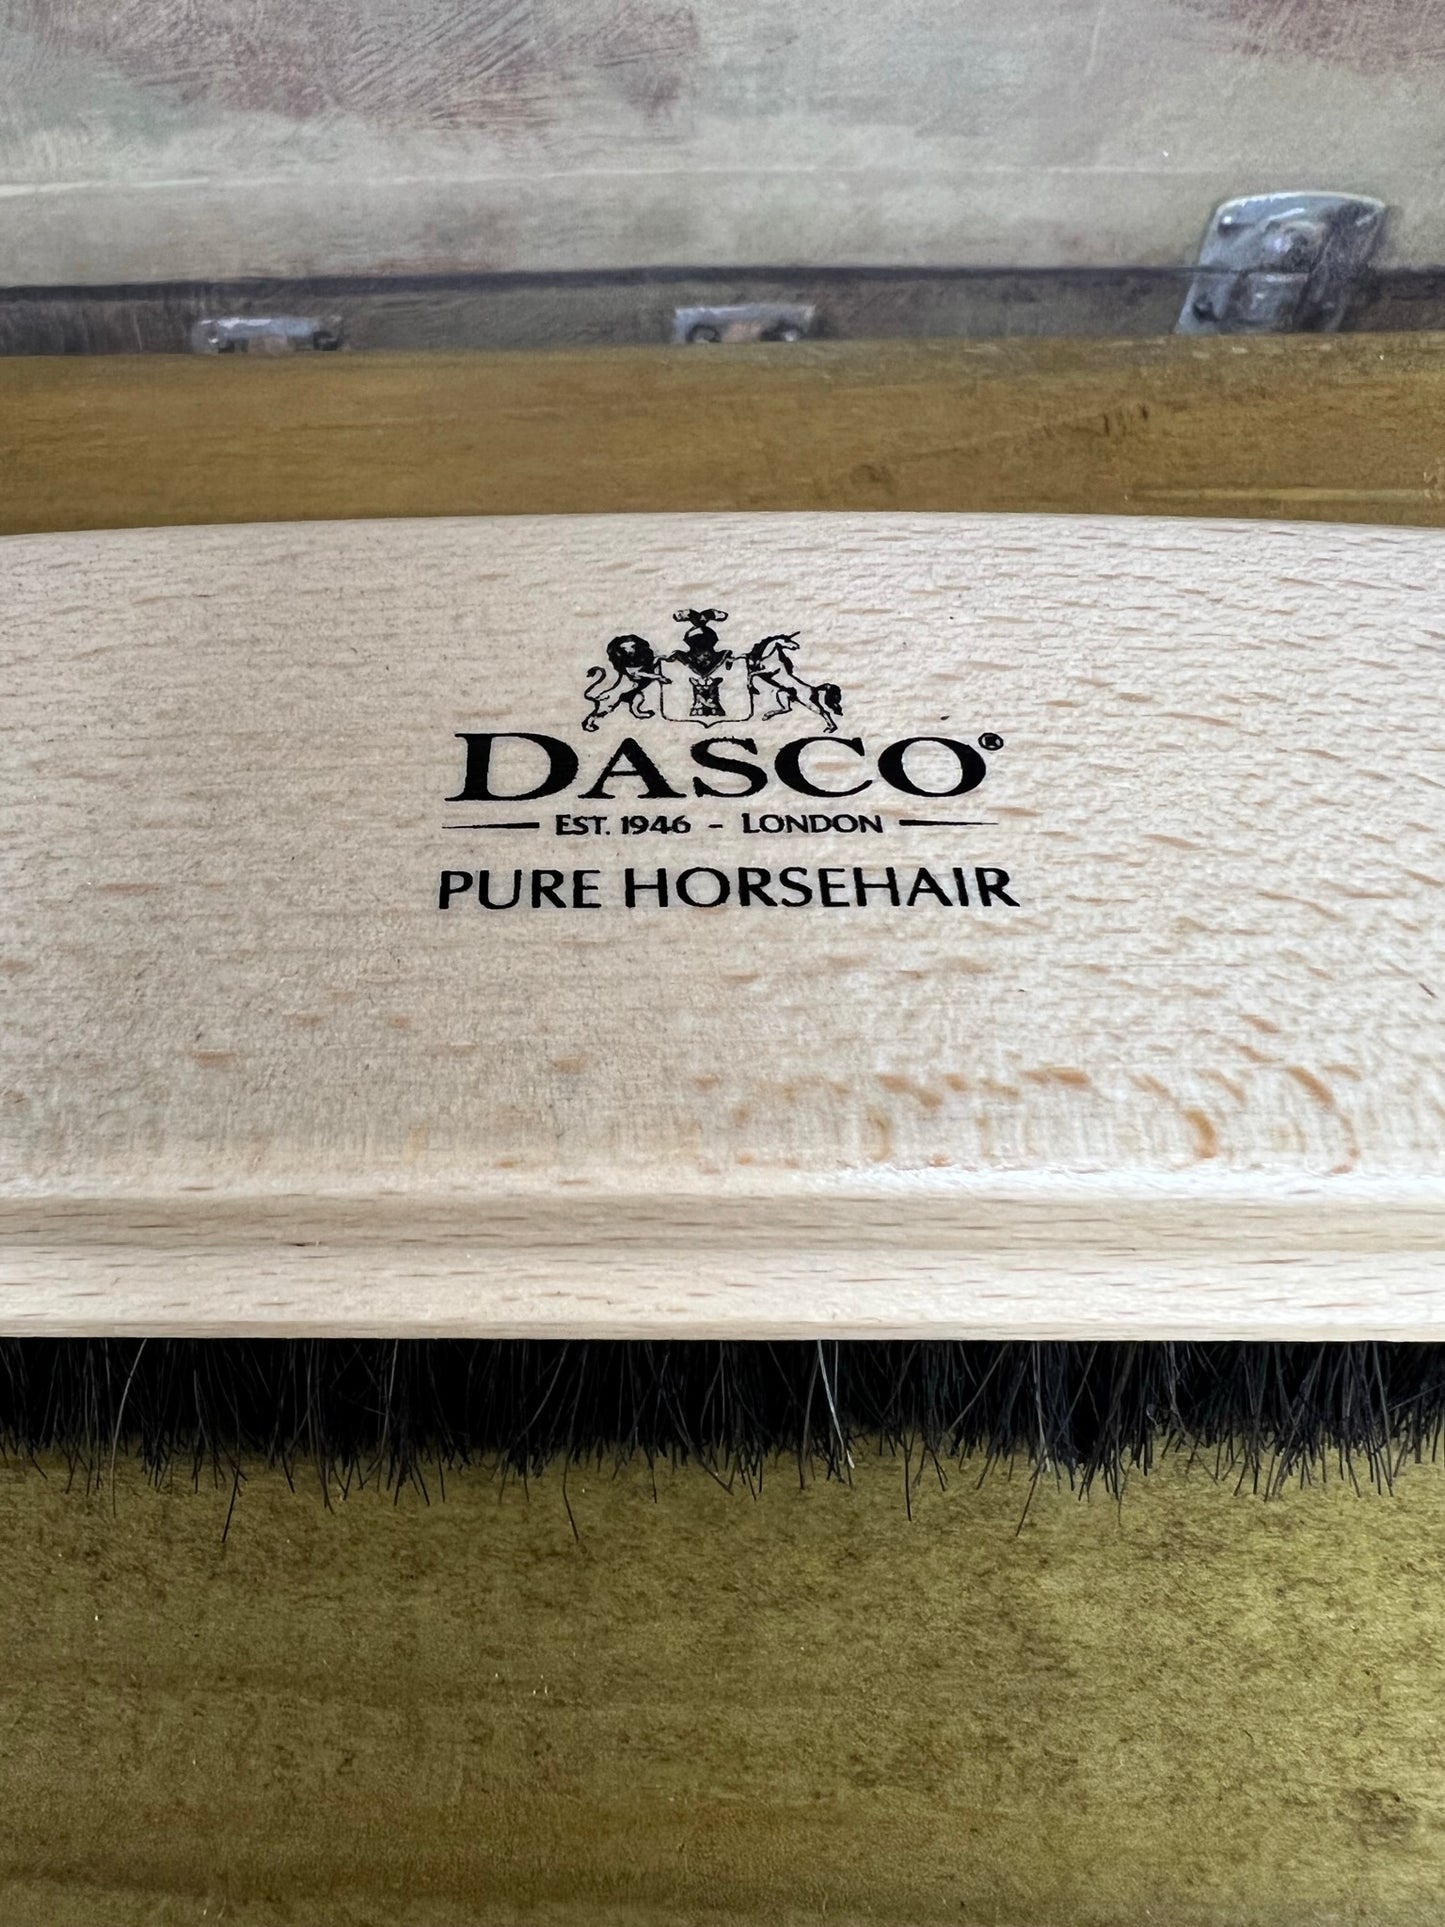 DASCO®
EST. 1946 - LONDON
PURE HORSEHAIR